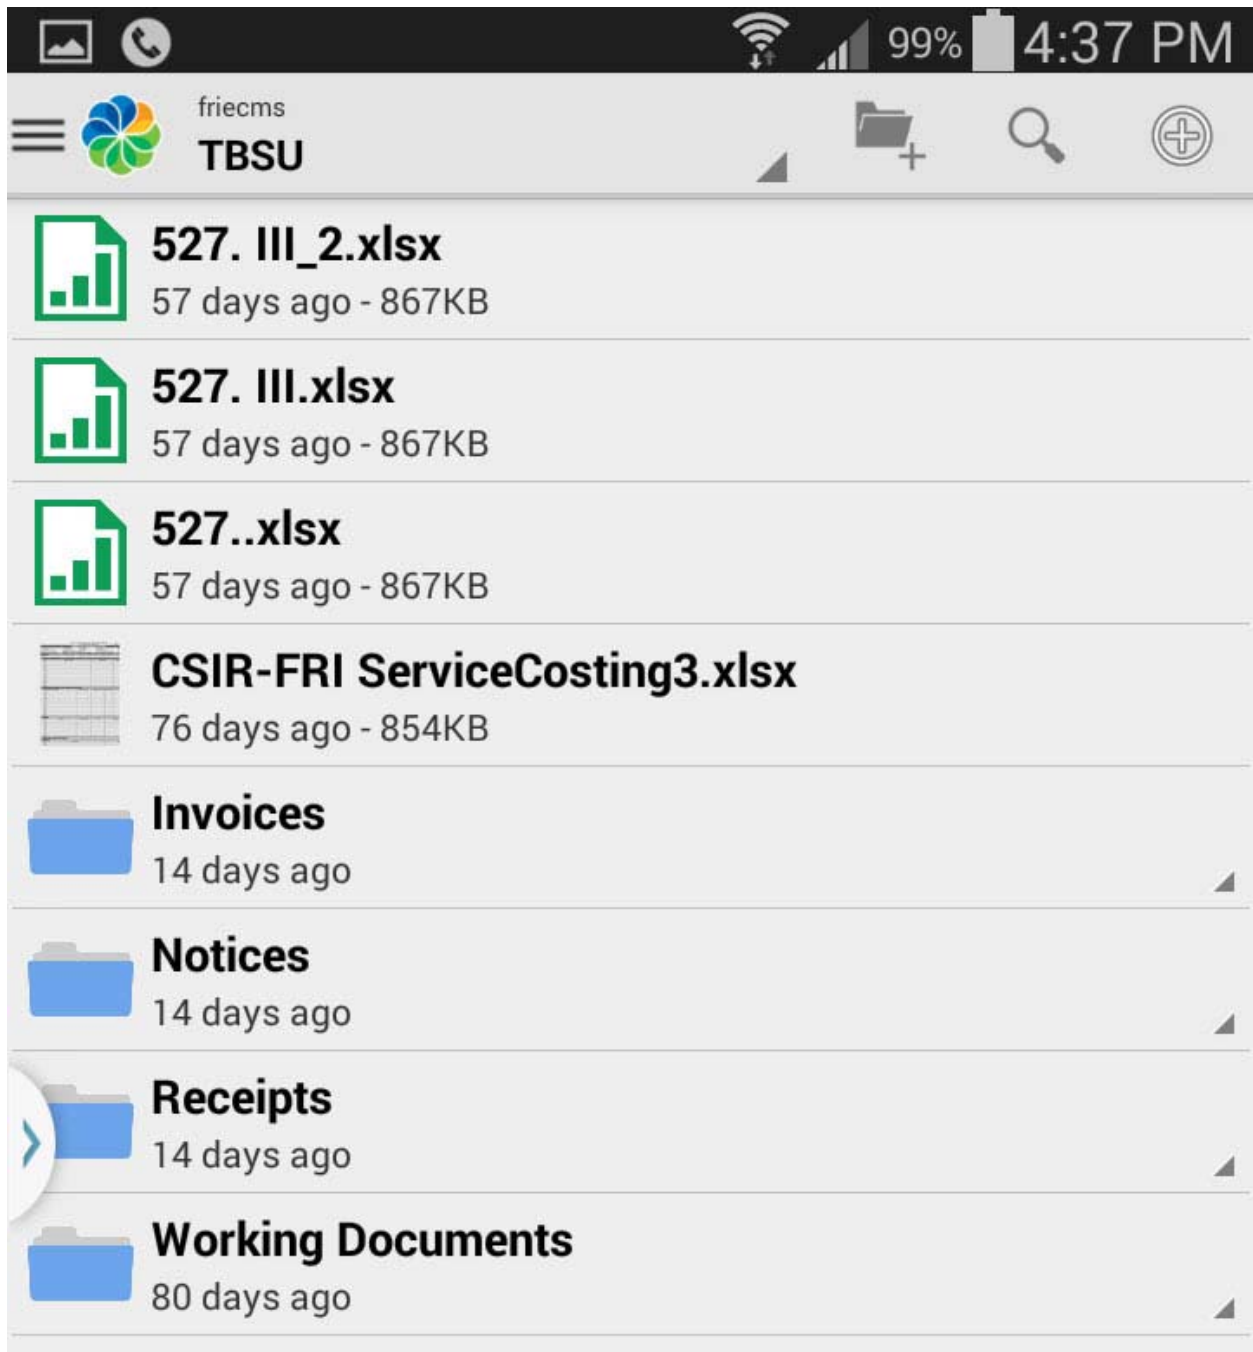 99% 4:37 PM
friecms
TBSU
527. III_2.xlsx
57 days ago - 867KB
527. III.xlsx
57 days ago - 867KB
527..xlsx
57 days ago - 867KB
CSIR-FRI ServiceCosting3.xlsx
76 days ago - 854KB
Invoices
14 days ago
Notices
14 days ago
Receipts
14 days ago
Working Documents
80 days ago